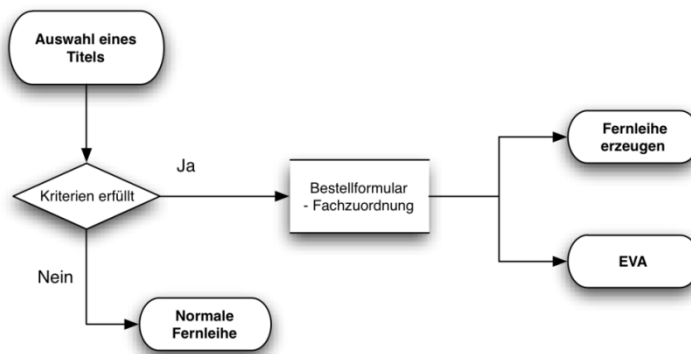 Auswahl eines
Titels
Kriterien erfüllt
Ja
Bestellformular
- Fachzuordnung
Fernleihe
erzeugen
EVA
Nein
Normale
Fernleihe